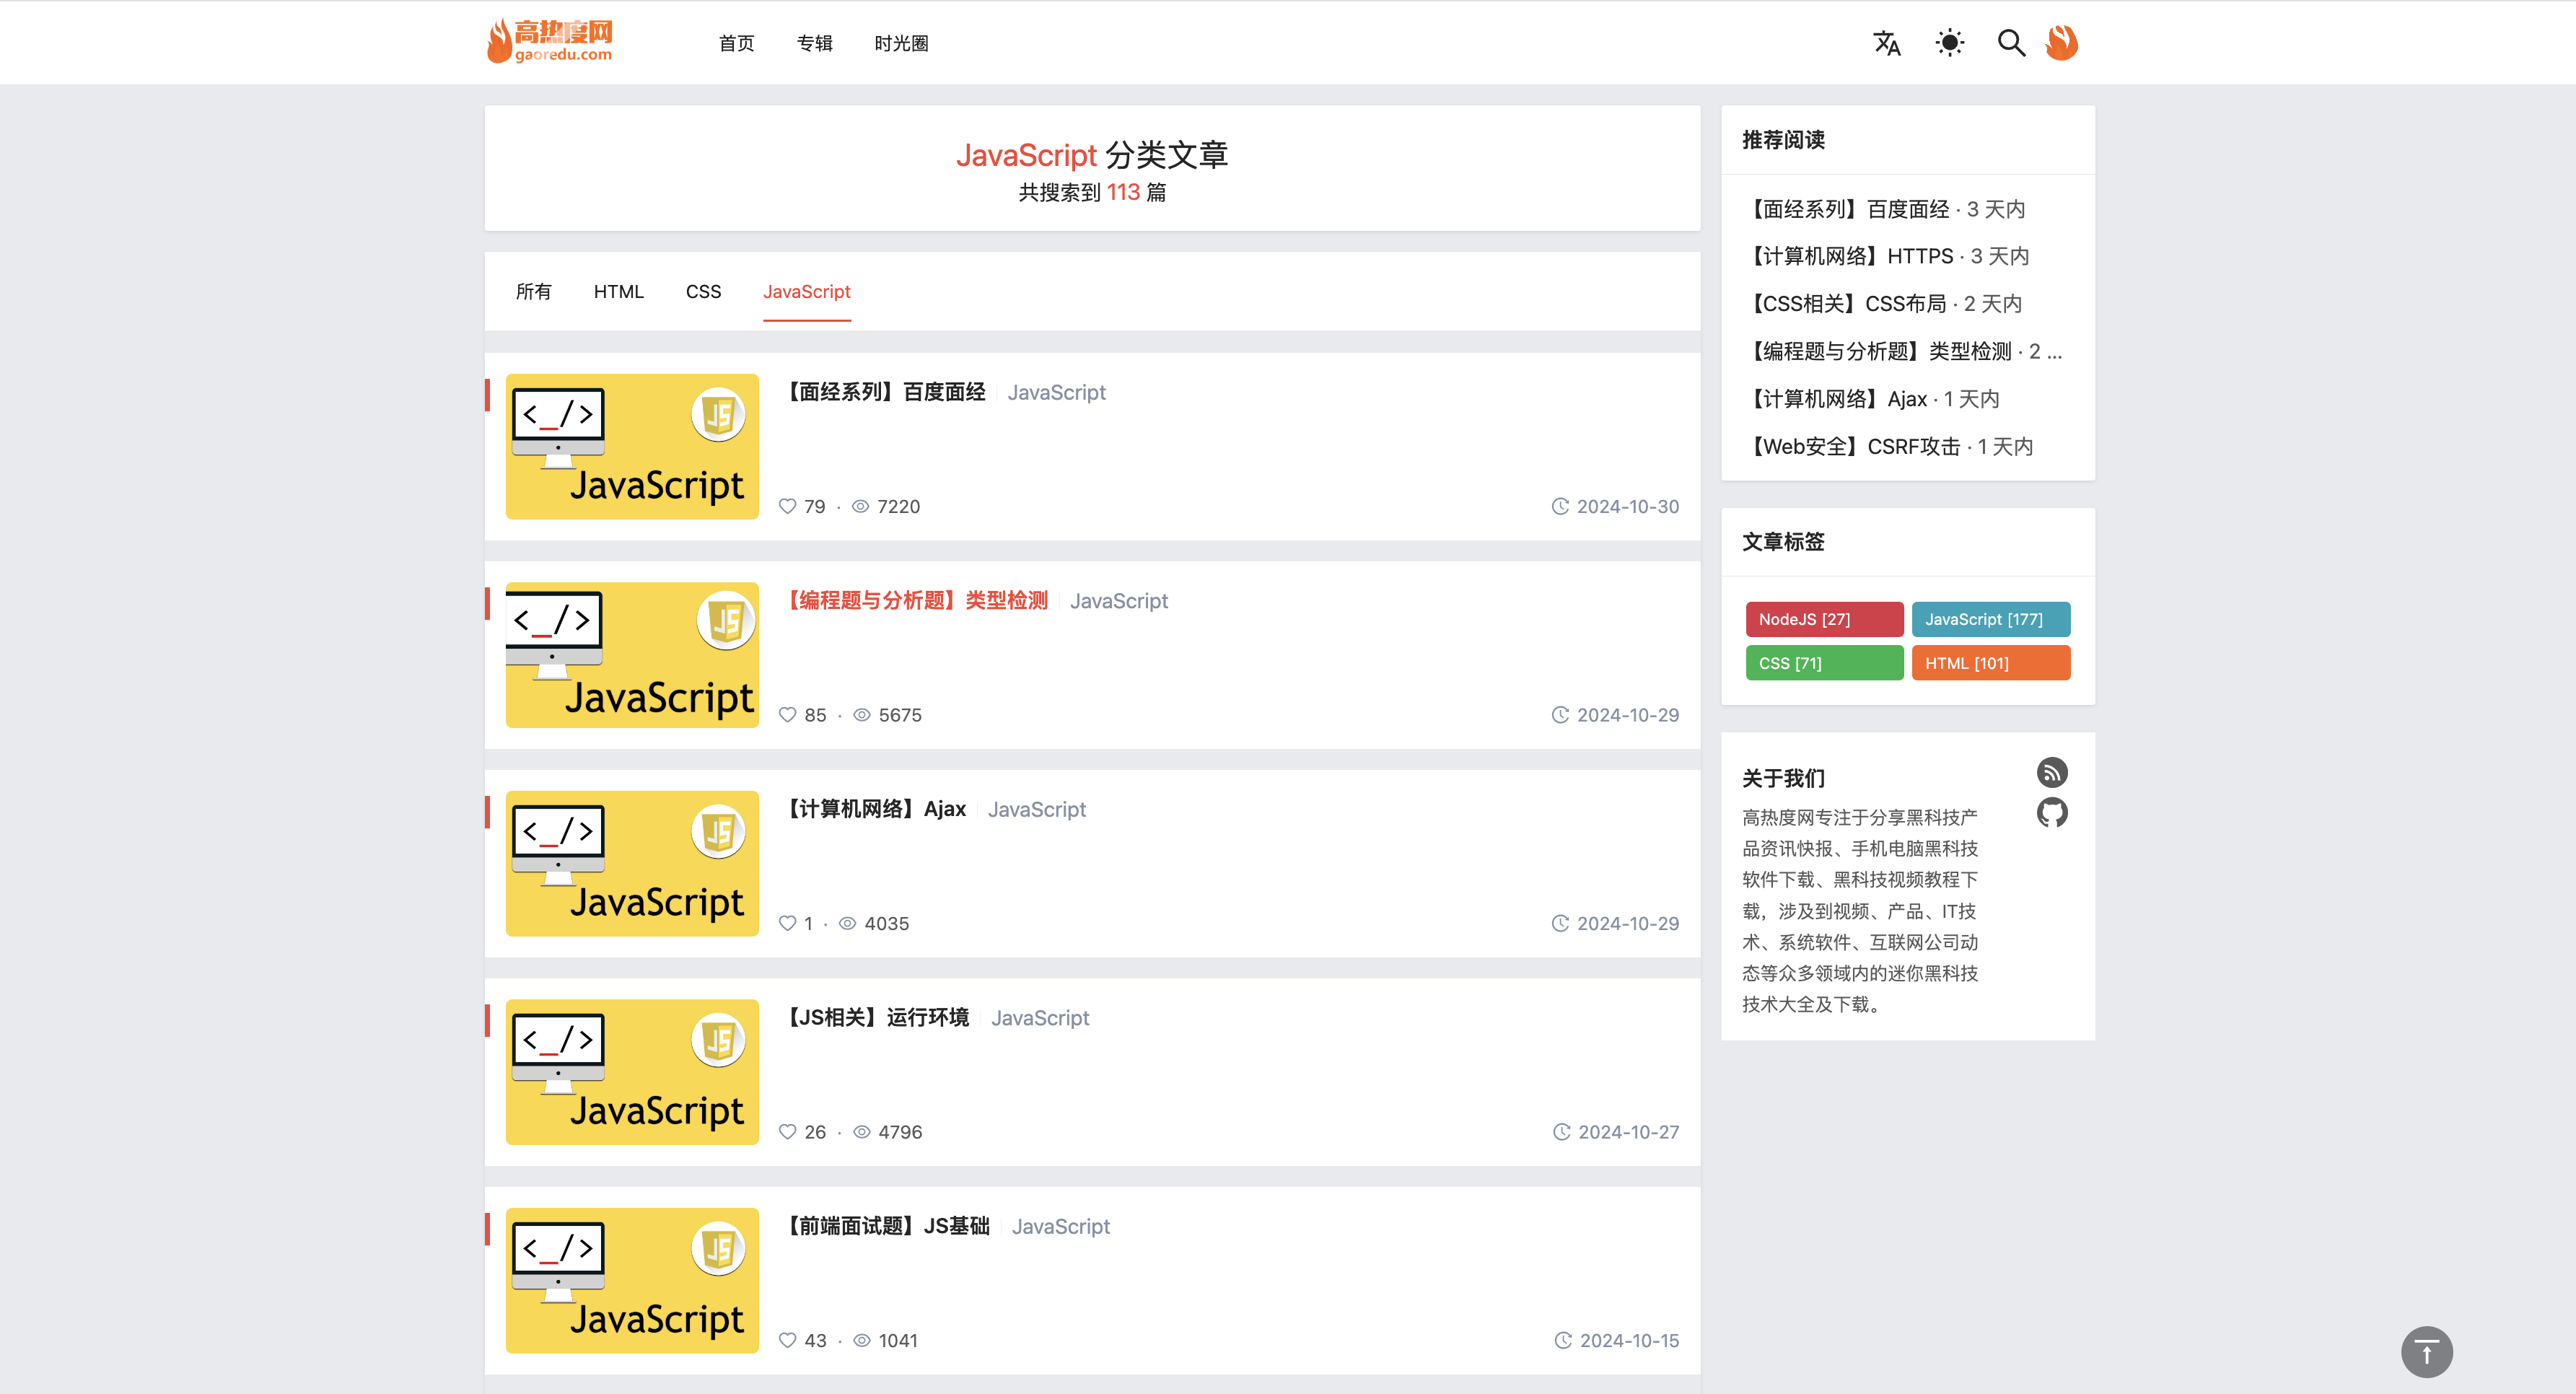 高热度网
gaoredu.com
首页
专辑
时光圈
JavaScript 分类文章
共搜索到 113 篇
所有
HTML
CSS
JavaScript
<_/>
JS
JavaScript
【面经系列】百度面经
JavaScript
79 · 7220
2024-10-30
<_/>
JS
JavaScript
【编程题与分析题】类型检测
JavaScript
85 · 5675
2024-10-29
<_/>
JS
JavaScript
【计算机网络】Ajax
JavaScript
1 · 4035
2024-10-29
<_/>
JS
JavaScript
【JS相关】运行环境
JavaScript
26 · 4796
2024-10-27
<_/>
JS
JavaScript
【前端面试题】JS基础
JavaScript
43 · 1041
2024-10-15
推荐阅读
【面经系列】百度面经 · 3 天内
【计算机网络】HTTPS · 3 天内
【CSS相关】CSS布局 · 2 天内
【编程题与分析题】类型检测 · 2 ...
【计算机网络】Ajax · 1 天内
【Web安全】CSRF攻击 · 1 天内
文章标签
NodeJS [27]
JavaScript [177]
CSS [71]
HTML [101]
关于我们
高热度网专注于分享黑科技产
品资讯快报、手机电脑黑科技
软件下载、黑科技视频教程下
载，涉及到视频、产品、IT技
术、系统软件、互联网公司动
态等众多领域内的迷你黑科技
技术大全及下载。